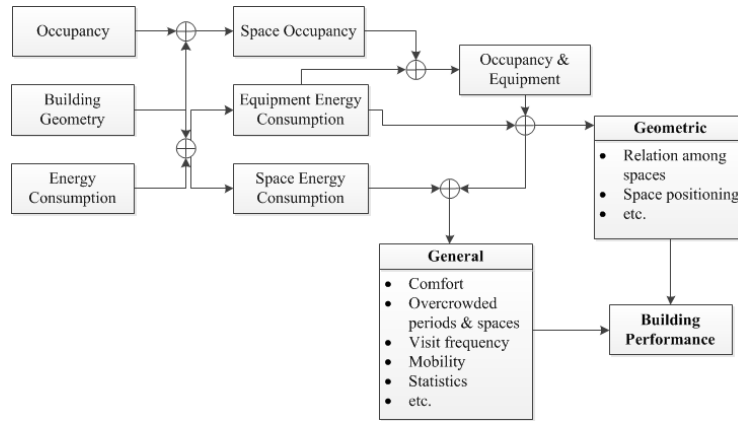 Occupancy
Space Occupancy
Occupancy &
Equipment
Building
Geometry
Equipment Energy
Consumption
Geometric
• Relation among
spaces
• Space positioning
• etc.
Energy
Consumption
Space Energy
Consumption
General
• Comfort
• Overcrowded
periods & spaces
• Visit frequency
• Mobility
• Statistics
• etc.
Building
Performance